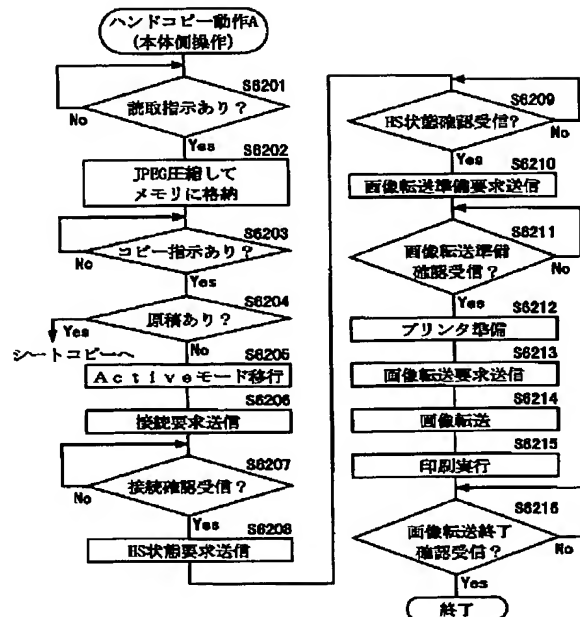 ハンドコピー動作A
(本体側操作)
S6201
読取指示あり?
No
Yes
S6202
JPEG圧縮して
メモリに格納
S6203
コピー指示あり?
No
Yes
S6204
原稿あり?
Yes
シートコピーへ
No
S6205
Activeモード移行
S6206
接続要求送信
S6207
接続確認受信?
No
Yes
S6208
HS状態要求送信
S6209
HS状態確認受信?
No
Yes
S6210
画像転送準備要求送信
S6211
画像転送準備
確認受信?
No
Yes
S6212
プリンタ準備
S6213
画像転送要求送信
S6214
画像転送
S6215
印刷実行
S6216
画像転送終了
確認受信?
No
Yes
終了